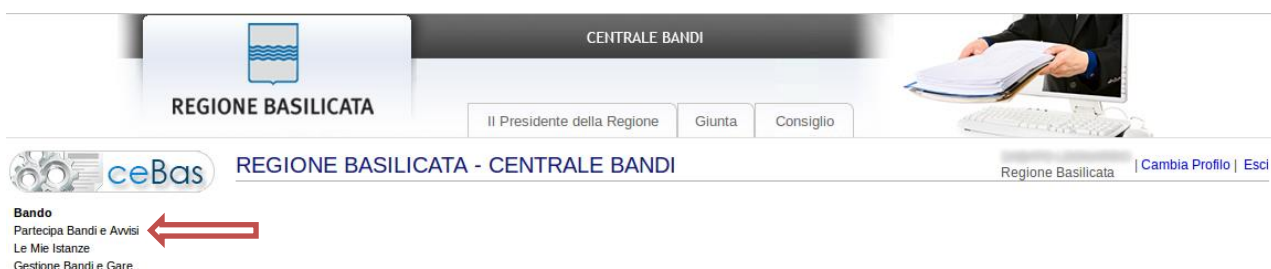 CENTRALE BANDI
REGIONE BASILICATA
Il Presidente della Regione
Giunta
Consiglio
ceBas
REGIONE BASILICATA - CENTRALE BANDI
Regione Basilicata
| Cambia Profilo | Esci
Bando
Partecipa Bandi e Avvisi
Le Mie Istanze
Gestione Bandi e Gare